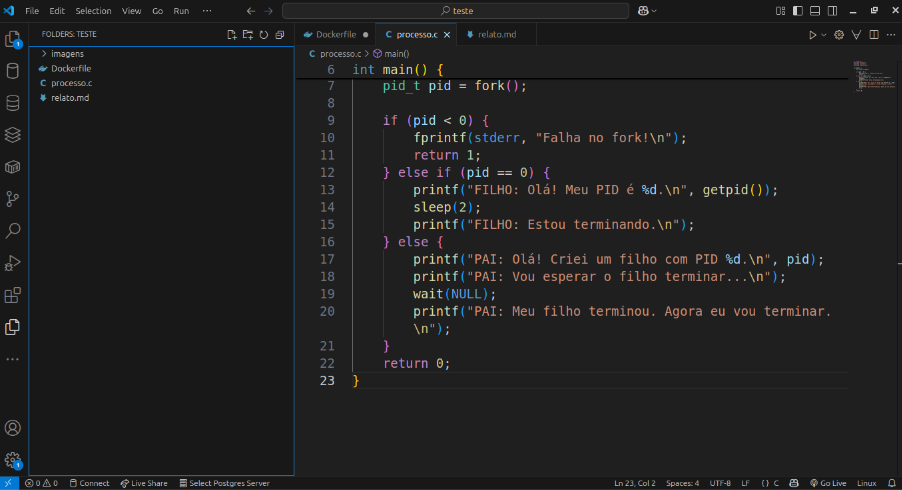 File Edit Selection View Go Run ··· teste
FOLDERS: TESTE
imagens
Dockerfile
processo.c
relato.md
Dockerfile processo.c relato.md
processo.c > main()
6 int main() {
7 pid_t pid = fork();
8
9 if (pid < 0) {
10 fprintf(stderr, "Falha no fork!\n");
11 return 1;
12 } else if (pid == 0) {
13 printf("FILHO: Olá! Meu PID é %d.\n", getpid());
14 sleep(2);
15 printf("FILHO: Estou terminando.\n");
16 } else {
17 printf("PAI: Olá! Criei um filho com PID %d.\n", pid);
18 printf("PAI: Vou esperar o filho terminar...\n");
19 wait(NULL);
20 printf("PAI: Meu filho terminou. Agora eu vou terminar.
\n");
21 }
22 return 0;
23 }
0 0 Connect Live Share Select Postgres Server Ln 23, Col 2 Spaces: 4 UTF-8 LF {} C Go Live Linux